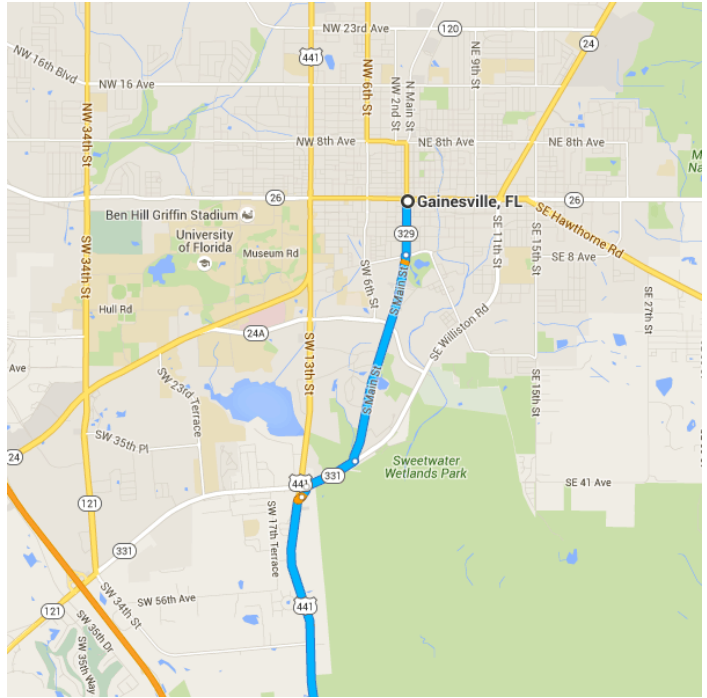 NW 23rd Ave
120
24
441
NW 16th Blvd
NW 16 Ave
NW 34th St
NW 6th St
NW 2nd St
N Main St
NE 9th St
NW 8th Ave
NE 8th Ave
NE 8th Ave
26
Gainesville, FL
26
Ben Hill Griffin Stadium
University
of Florida
Museum Rd
329
SE Hawthorne Rd
SE 11th St
SE 15th St
SE 8 Ave
SW 34th St
SW 6th St
S Main St
Hull Rd
24A
SE Williston Rd
SE 27th St
Ave
SW 13th St
SW 23rd Terrace
S Main St
SE 15th St
SW 35th Pl
24
Sweetwater
Wetlands Park
441
331
SE 41 Ave
121
SW 17th Terrace
331
SW 34th St
SW 56th Ave
441
121
SW 35th Dr
SW 35th Way